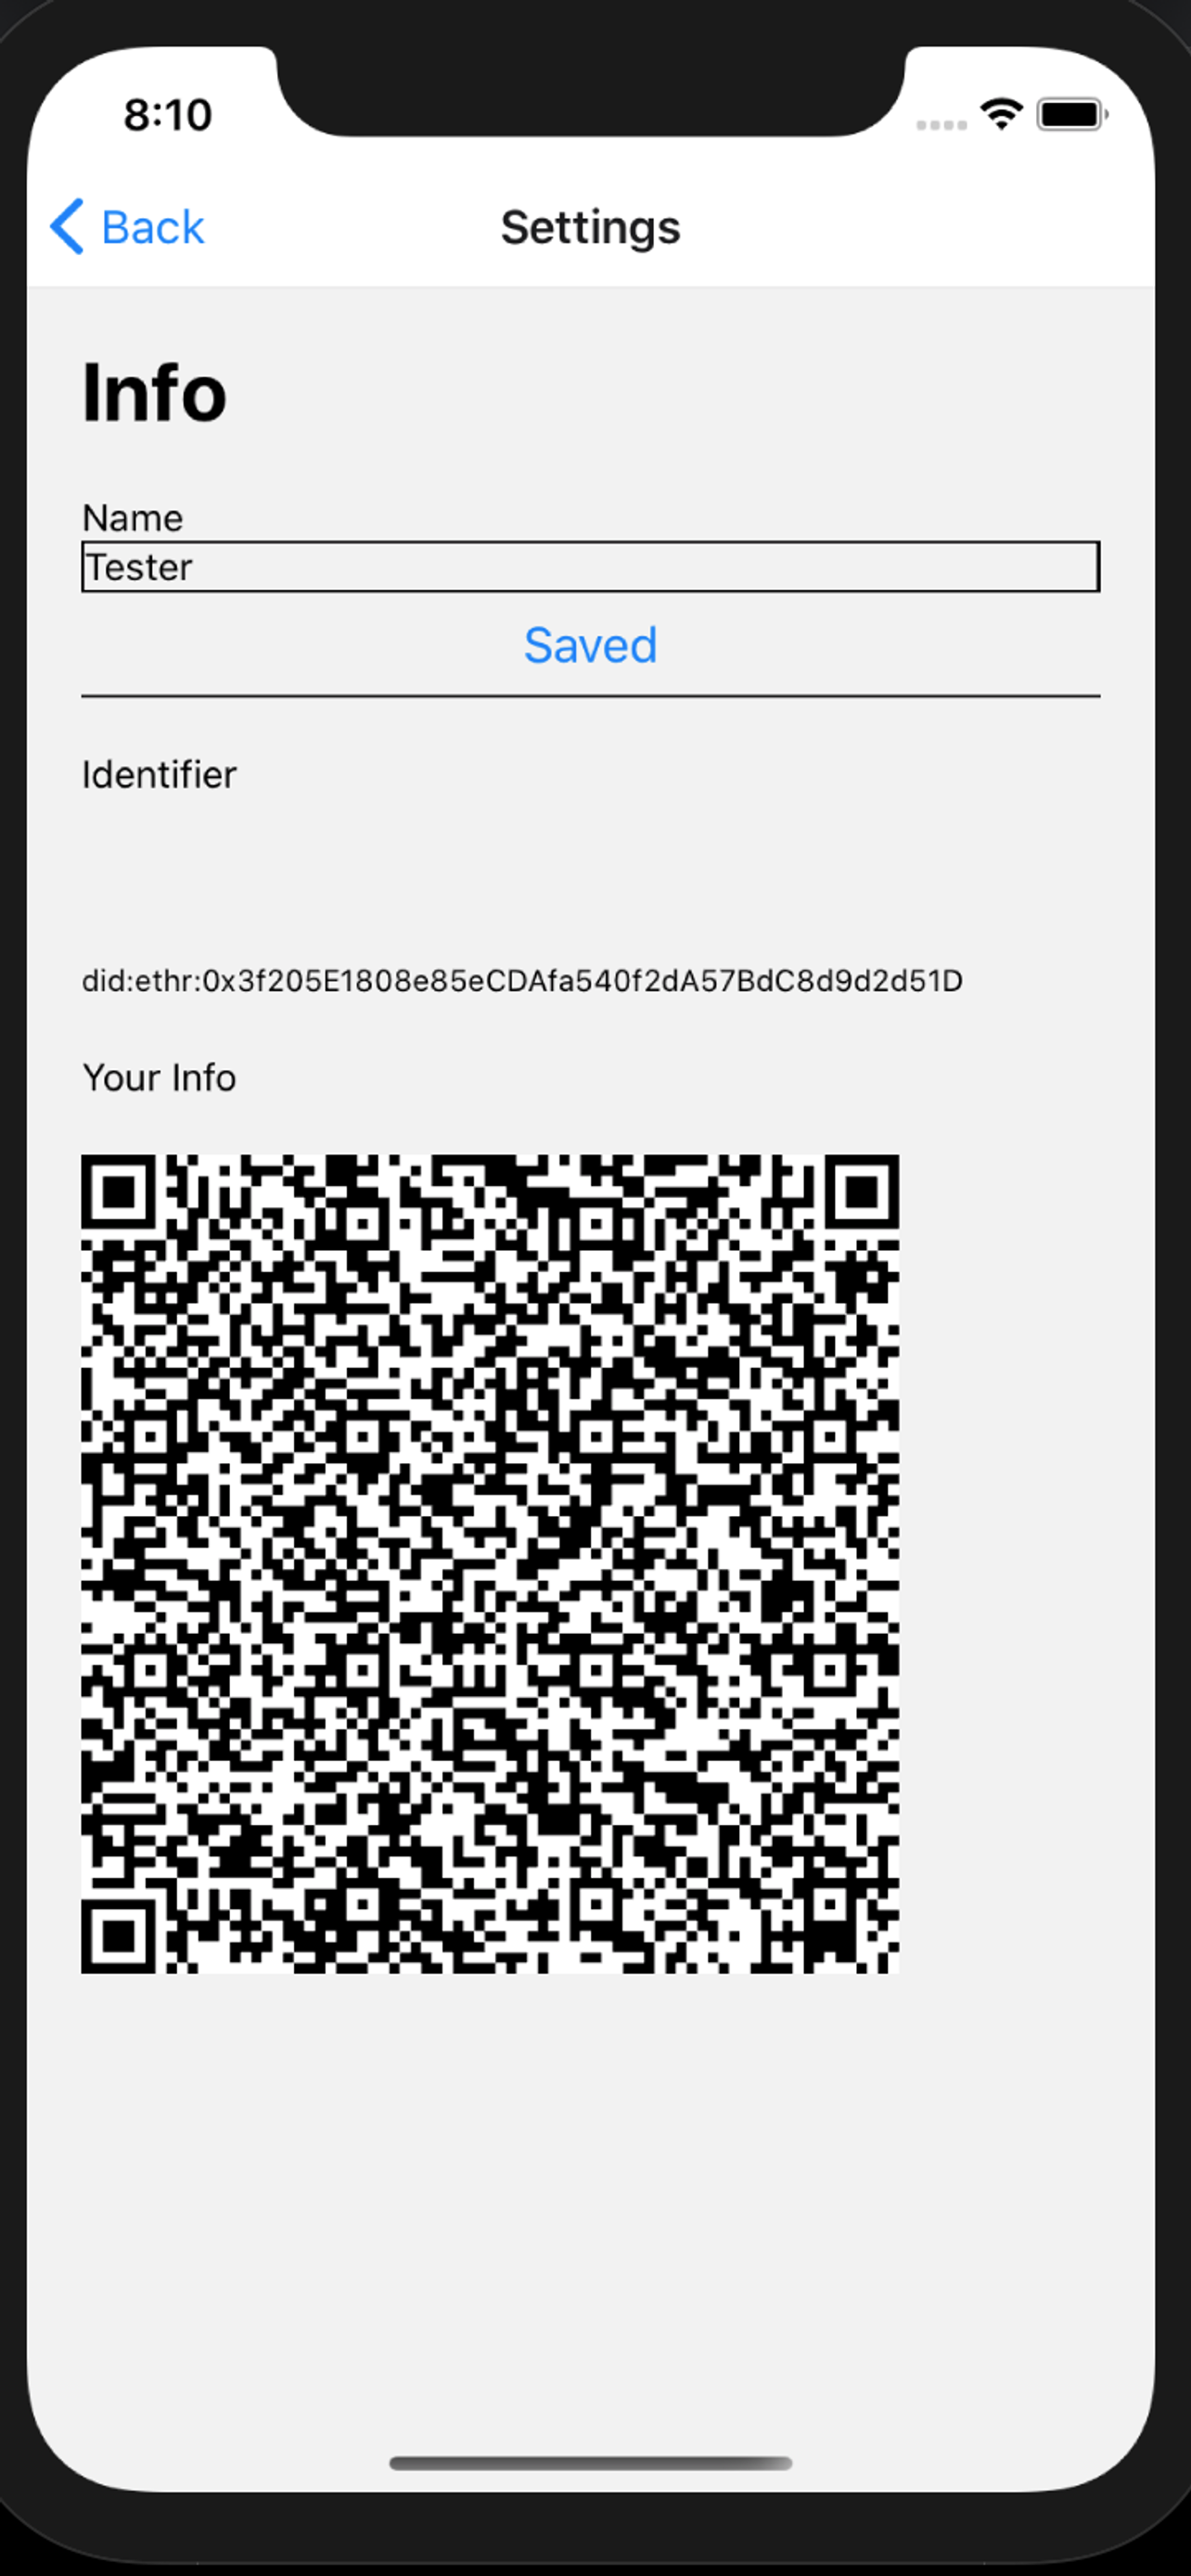 8:10
Back
Settings
Info
Name
Tester
Saved
Identifier
did:ethr:0x3f205E1808e85eCDAfa540f2dA57BdC8d9d2d51D
Your Info